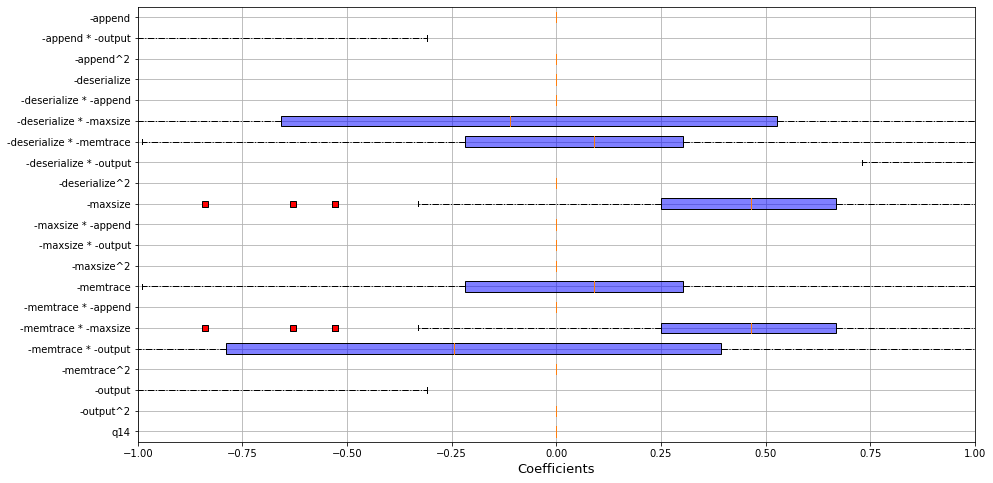 -append
-append * -output
-append^2
-deserialize
-deserialize * -append
-deserialize * -maxsize
-deserialize * -memtrace
-deserialize * -output
-deserialize^2
-maxsize
-maxsize * -append
-maxsize * -output
-maxsize^2
-memtrace
-memtrace * -append
-memtrace * -maxsize
-memtrace * -output
-memtrace^2
-output
-output^2
q14
−1.00 −0.75 −0.50 −0.25 0.00 0.25 0.50 0.75 1.00
Coefficients